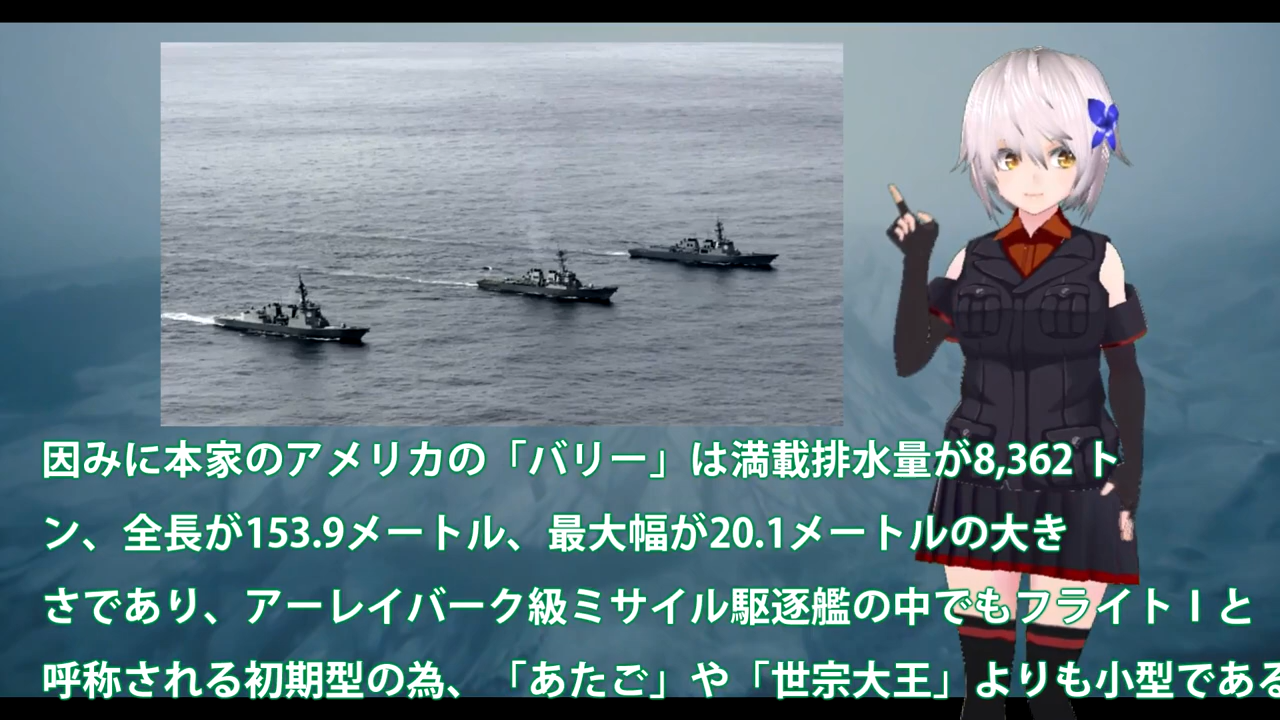 因みに本家のアメリカの「バリー」は満載排水量が8,362 ト
ン、全長が153.9メートル、最大幅が20.1メートルの大き
さであり、アーレイバーク級ミサイル駆逐艦の中でもフライトⅠと
呼称される初期型の為、「あたご」や「世宗大王」よりも小型である